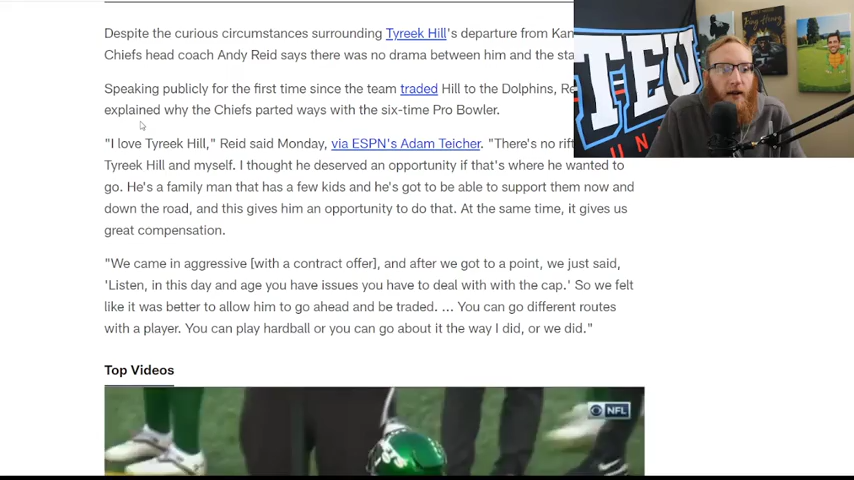 Despite the curious circumstances surrounding Tyreek Hill's departure from Kan
Chiefs head coach Andy Reid says there was no drama between him and the sta
Speaking publicly for the first time since the team traded Hill to the Dolphins, Re
explained why the Chiefs parted ways with the six-time Pro Bowler.
"I love Tyreek Hill," Reid said Monday, via ESPN's Adam Teicher. "There's no rift
Tyreek Hill and myself. I thought he deserved an opportunity if that's where he wanted to
go. He's a family man that has a few kids and he's got to be able to support them now and
down the road, and this gives him an opportunity to do that. At the same time, it gives us
great compensation.
"We came in aggressive [with a contract offer], and after we got to a point, we just said,
'Listen, in this day and age you have issues you have to deal with with the cap.' So we felt
like it was better to allow him to go ahead and be traded. ... You can go different routes
with a player. You can play hardball or you can go about it the way I did, or we did."
Top Videos
NFL
TEU
UN
King Henry